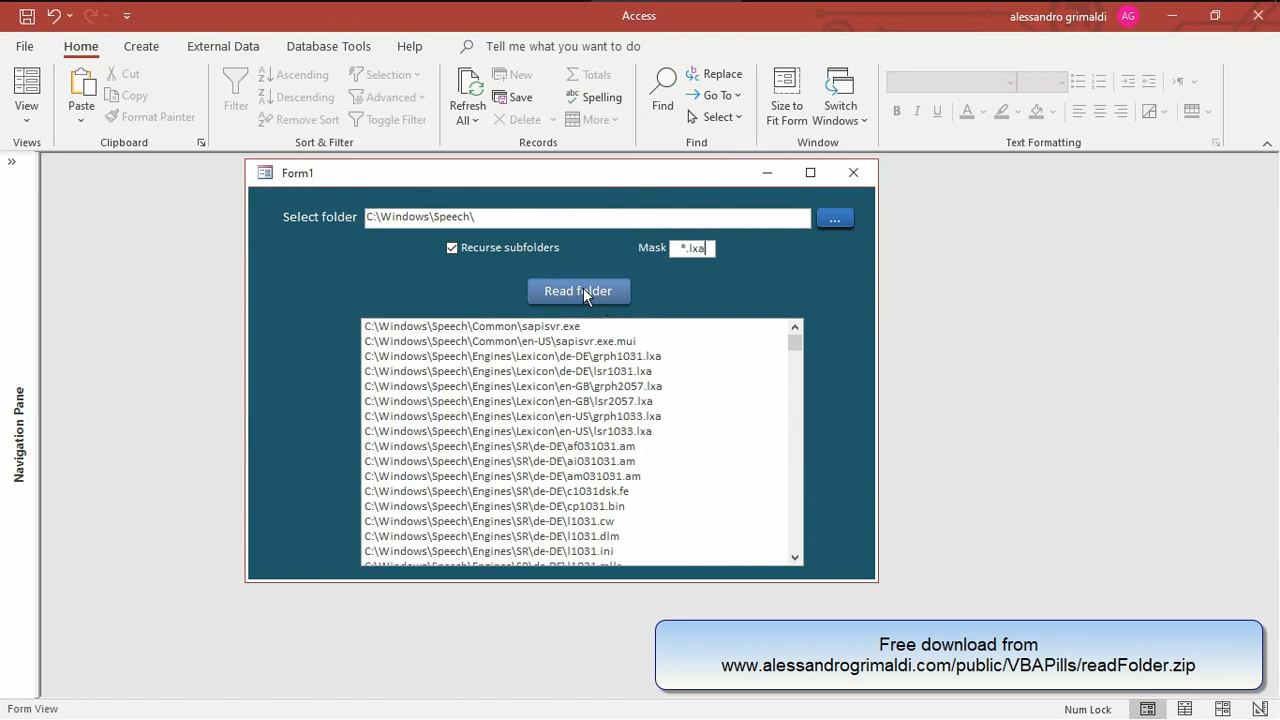 Access
alessandro grimaldi AG
File Home Create External Data Database Tools Help Tell me what you want to do
View
Paste
Cut
Copy
Format Painter
Filter
Ascending
Descending
Remove Sort
Selection
Advanced
Toggle Filter
Refresh All
New
Save
Delete
Totals
Spelling
More
Find
Replace
Go To
Select
Size to Fit Form
Switch Windows
B I U A
Views Clipboard Sort & Filter Records Find Window Text Formatting
Navigation Pane
Form1
Select folder C:\Windows\Speech\ ...
Recurse subfolders Mask *.lxa
Read folder
C:\Windows\Speech\Common\sapisvr.exe
C:\Windows\Speech\Common\en-US\sapisvr.exe.mui
C:\Windows\Speech\Engines\Lexicon\de-DE\grph1031.lxa
C:\Windows\Speech\Engines\Lexicon\de-DE\lsr1031.lxa
C:\Windows\Speech\Engines\Lexicon\en-GB\grph2057.lxa
C:\Windows\Speech\Engines\Lexicon\en-GB\lsr2057.lxa
C:\Windows\Speech\Engines\Lexicon\en-US\grph1033.lxa
C:\Windows\Speech\Engines\Lexicon\en-US\lsr1033.lxa
C:\Windows\Speech\Engines\SR\de-DE\af031031.am
C:\Windows\Speech\Engines\SR\de-DE\ai031031.am
C:\Windows\Speech\Engines\SR\de-DE\am031031.am
C:\Windows\Speech\Engines\SR\de-DE\c1031dsk.fe
C:\Windows\Speech\Engines\SR\de-DE\cp1031.bin
C:\Windows\Speech\Engines\SR\de-DE\l1031.cw
C:\Windows\Speech\Engines\SR\de-DE\l1031.dlm
C:\Windows\Speech\Engines\SR\de-DE\l1031.ini
Free download from
www.alessandrogrimaldi.com/public/VBAPills/readFolder.zip
Form View Num Lock